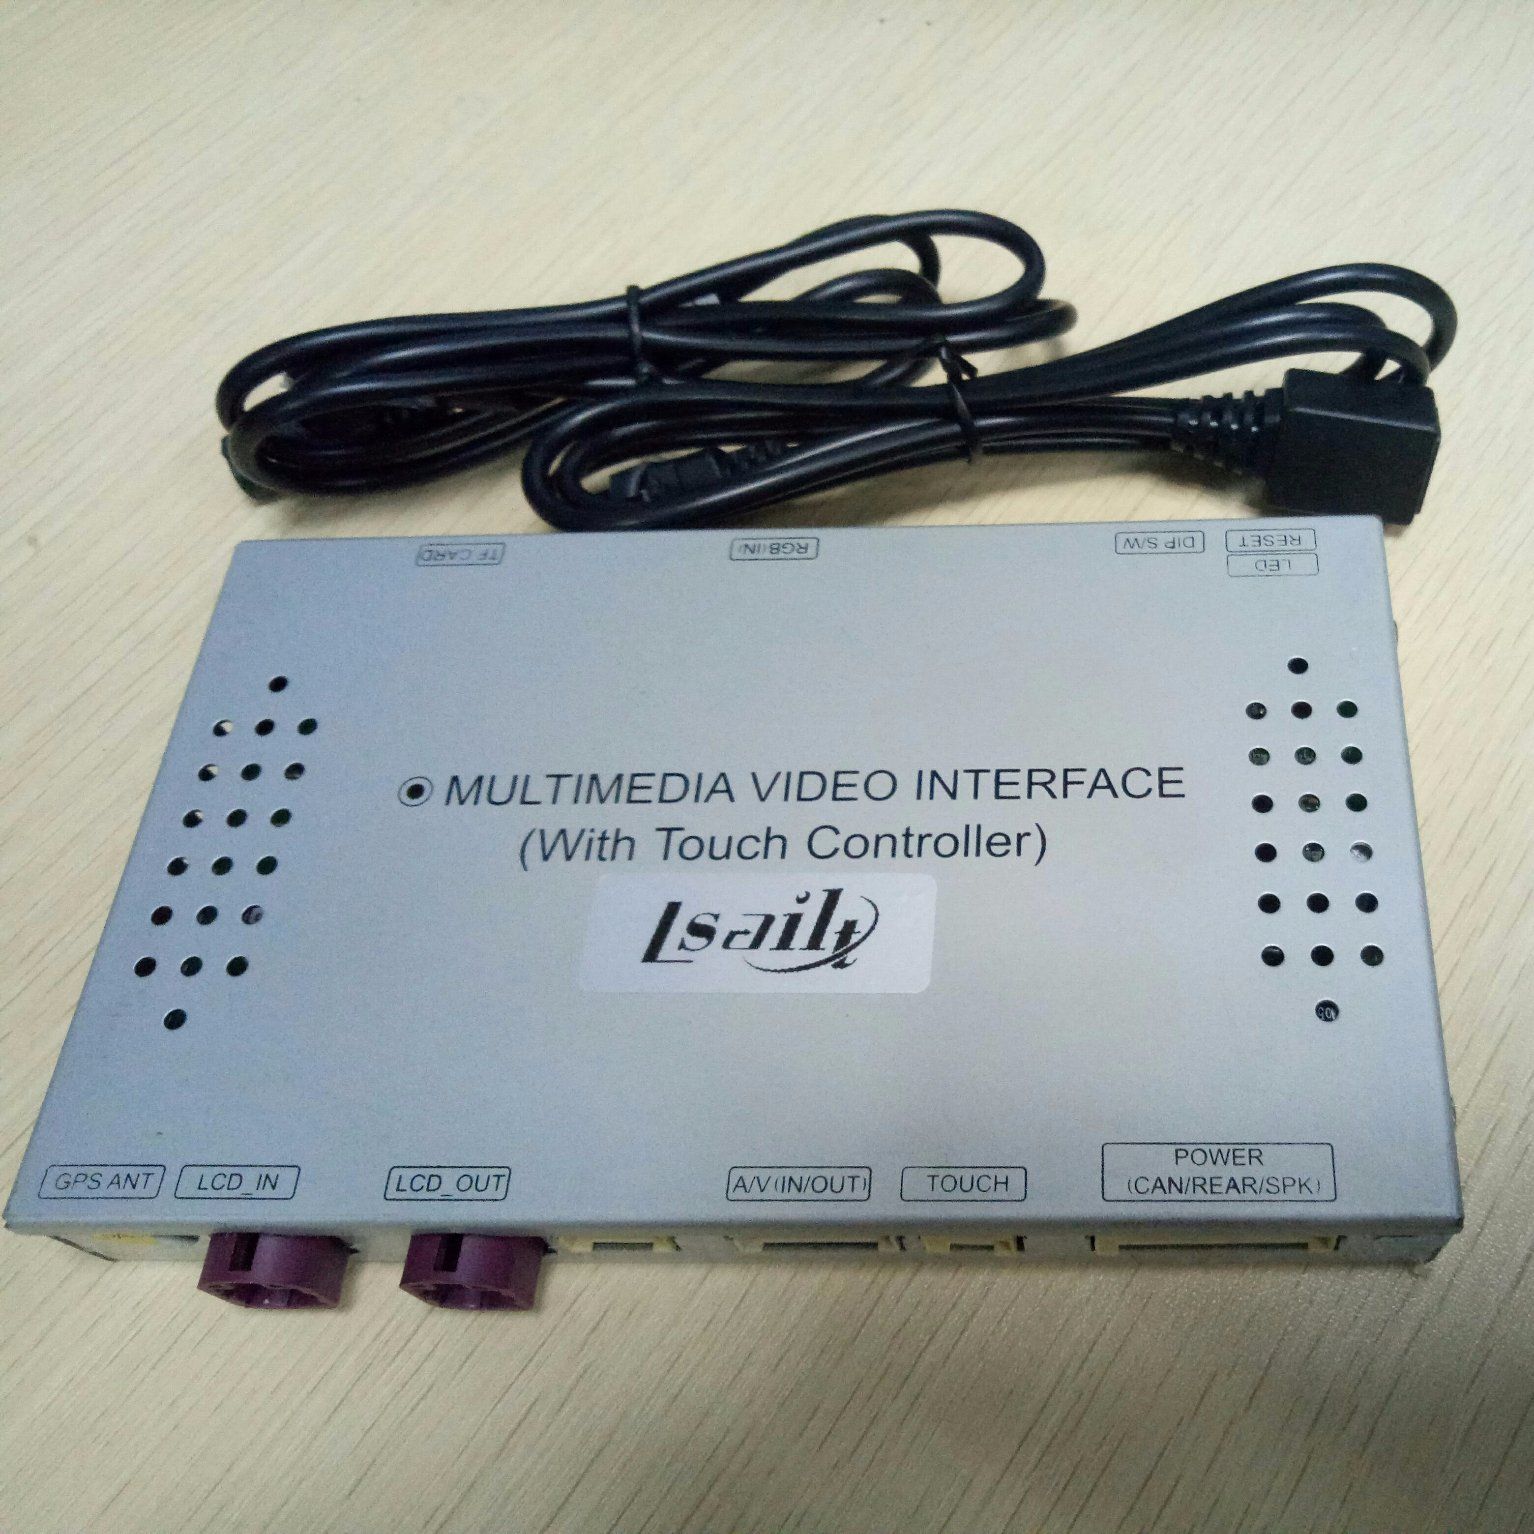 TF CARD
RGB(IN)
DIP S/W
RESET
LED
MULTIMEDIA VIDEO INTERFACE
(With Touch Controller)
Lsailt
GPS ANT
LCD_IN
LCD_OUT
A/V(IN/OUT)
TOUCH
POWER
(CAN/REAR/SPK)